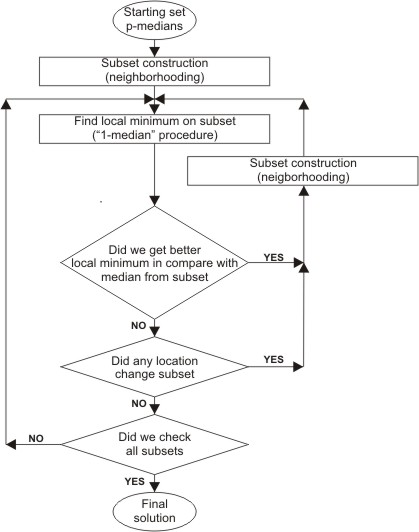 Starting set
p-medians
Subset construction
(neighborhooding)
Find local minimum on subset
(“1-median” procedure)
Subset construction
(neigborhooding)
Did we get better
local minimum in compare with
median from subset
YES
NO
Did any location
change subset
YES
NO
Did we check
all subsets
NO
YES
Final
solution